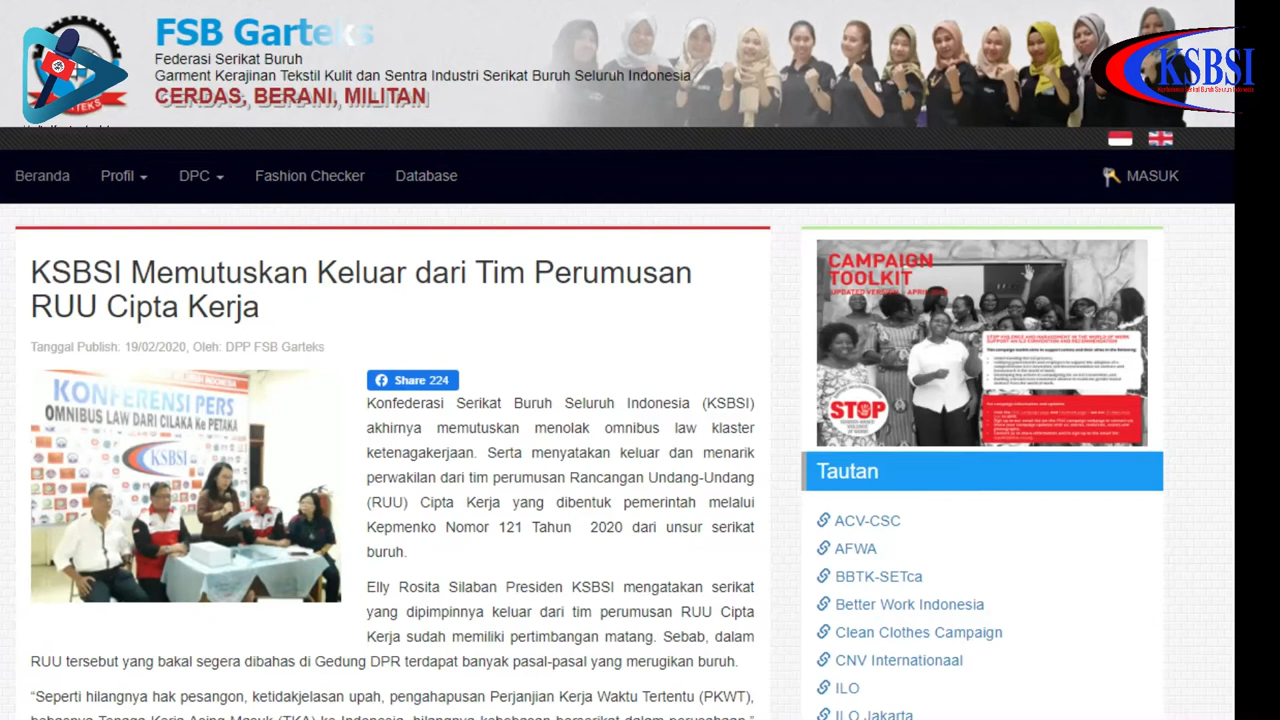 FSB Garteks
Federasi Serikat Buruh
Garment Kerajinan Tekstil Kulit dan Sentra Industri Serikat Buruh Seluruh Indonesia
CERDAS, BERANI, MILITAN
KSBSI
Beranda
Profil
DPC
Fashion Checker
Database
MASUK
KSBSI Memutuskan Keluar dari Tim Perumusan
RUU Cipta Kerja
Tanggal Publish: 19/02/2020, Oleh: DPP FSB Garteks
KONFERENSI PERS
OMNIBUS LAW DARI CILAKA Ke PETAKA
KSBSI
Share 224
Konfederasi Serikat Buruh Seluruh Indonesia (KSBSI)
akhirnya memutuskan menolak omnibus law klaster
ketenagakerjaan. Serta menyatakan keluar dan menarik
perwakilan dari tim perumusan Rancangan Undang-Undang
(RUU) Cipta Kerja yang dibentuk pemerintah melalui
Kepmenko Nomor 121 Tahun 2020 dari unsur serikat
buruh.
Elly Rosita Silaban Presiden KSBSI mengatakan serikat
yang dipimpinnya keluar dari tim perumusan RUU Cipta
Kerja sudah memiliki pertimbangan matang. Sebab, dalam
RUU tersebut yang bakal segera dibahas di Gedung DPR terdapat banyak pasal-pasal yang merugikan buruh.
“Seperti hilangnya hak pesangon, ketidakjelasan upah, pengahapusan Perjanjian Kerja Waktu Tertentu (PKWT),
CAMPAIGN
TOOLKIT
STOP
Tautan
ACV-CSC
AFWA
BBTK-SETca
Better Work Indonesia
Clean Clothes Campaign
CNV Internationaal
ILO
ILO Jakarta